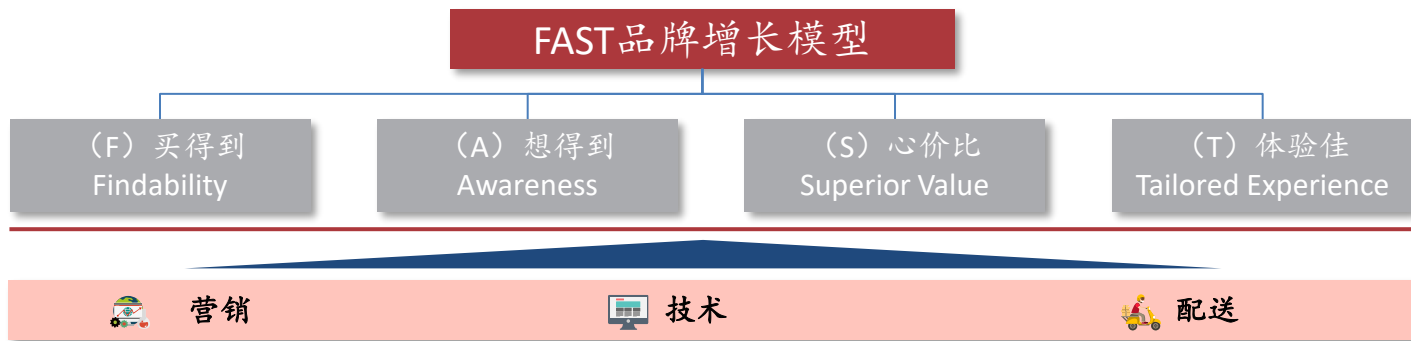 FAST品牌增长模型
（F）买得到
Findability
（A）想得到
Awareness
（S）心价比
Superior Value
（T）体验佳
Tailored Experience
营销
技术
配送